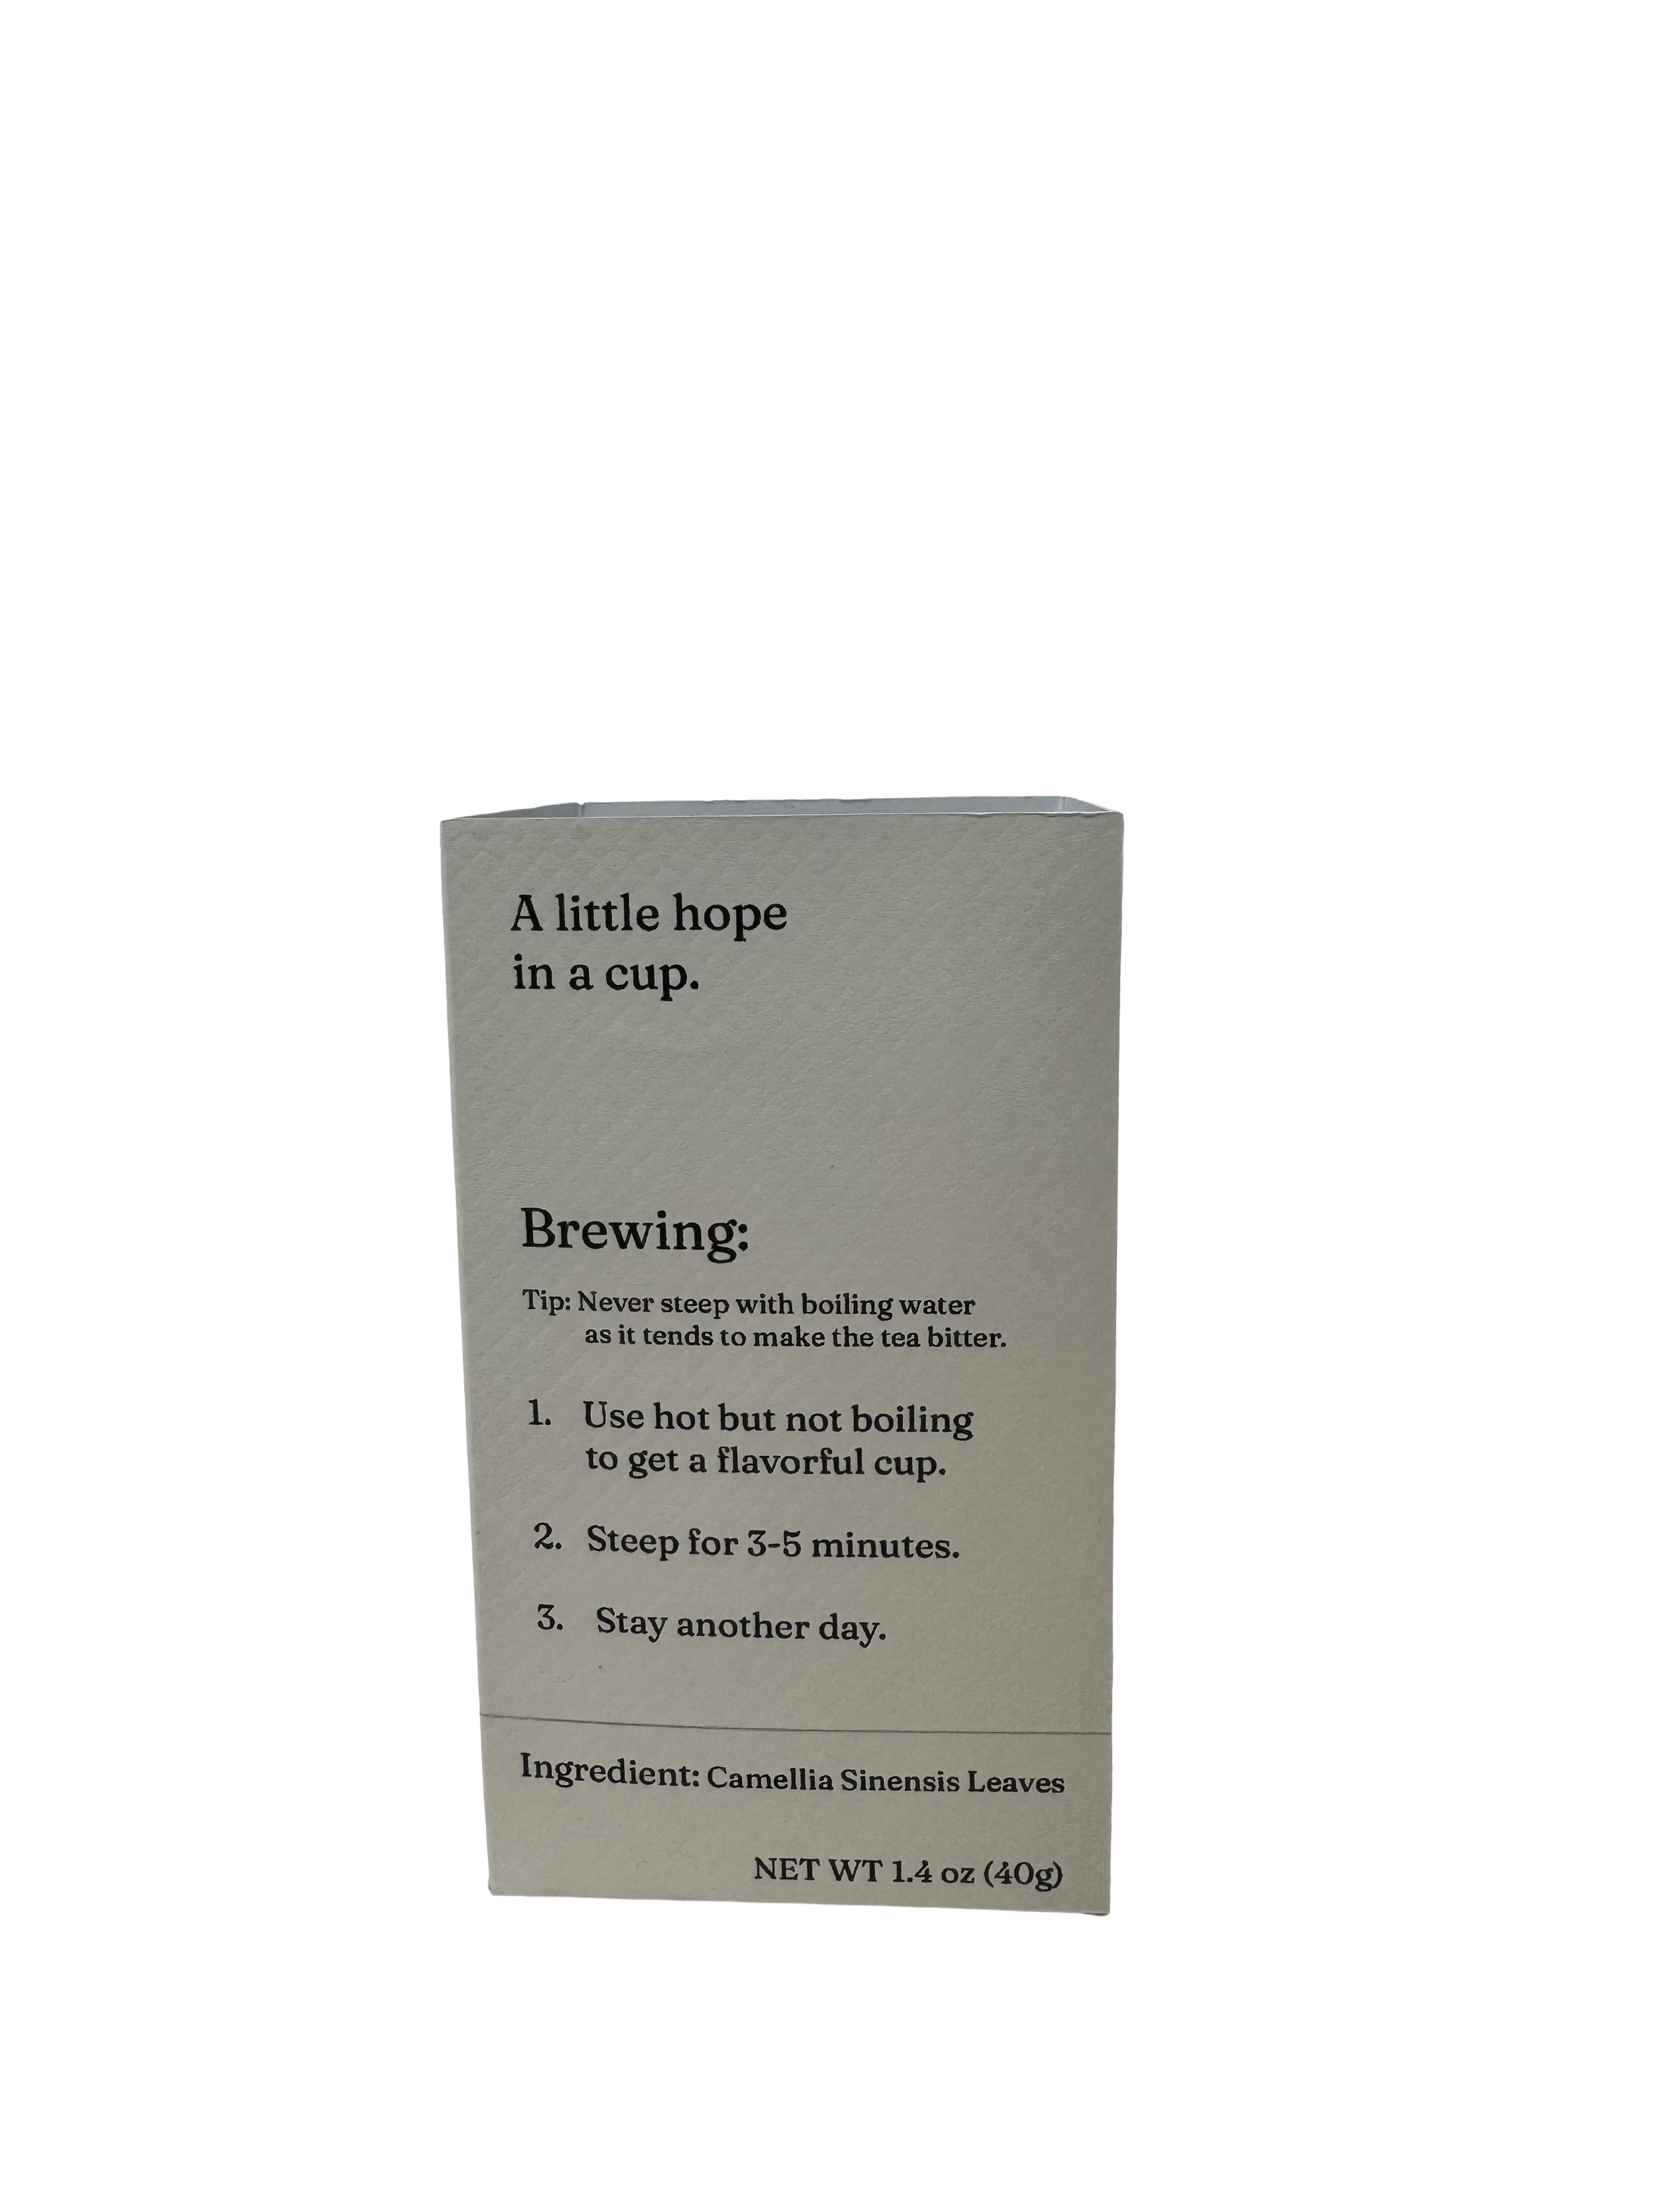 A little hope
in a cup.
Brewing:
Tip: Never steep with boiling water
as it tends to make the tea bitter.
1. Use hot but not boiling
to get a flavorful cup.
2. Steep for 3-5 minutes.
3. Stay another day.
Ingredient: Camellia Sinensis Leaves
NET WT 1.4 oz (40g)